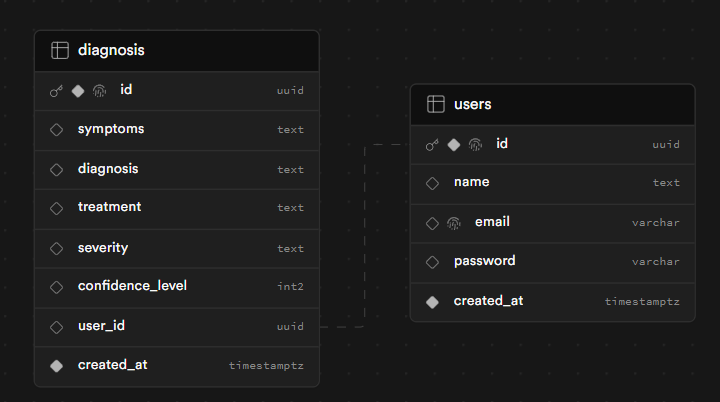 diagnosis
id uuid
symptoms text
diagnosis text
treatment text
severity text
confidence_level int2
user_id uuid
created_at timestamptz
users
id uuid
name text
email varchar
password varchar
created_at timestamptz